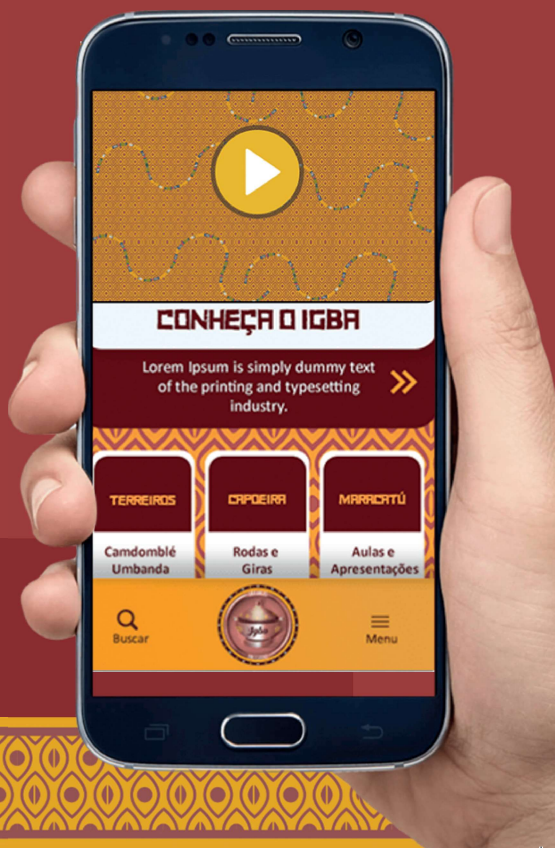 CONHEÇA O IGBA
Lorem Ipsum is simply dummy text
of the printing and typesetting
industry.
TERREIROS
CAPOEIRA
MARACATÚ
Camdomblé
Umbanda
Rodas e
Giras
Aulas e
Apresentações
Buscar
Igba
Menu